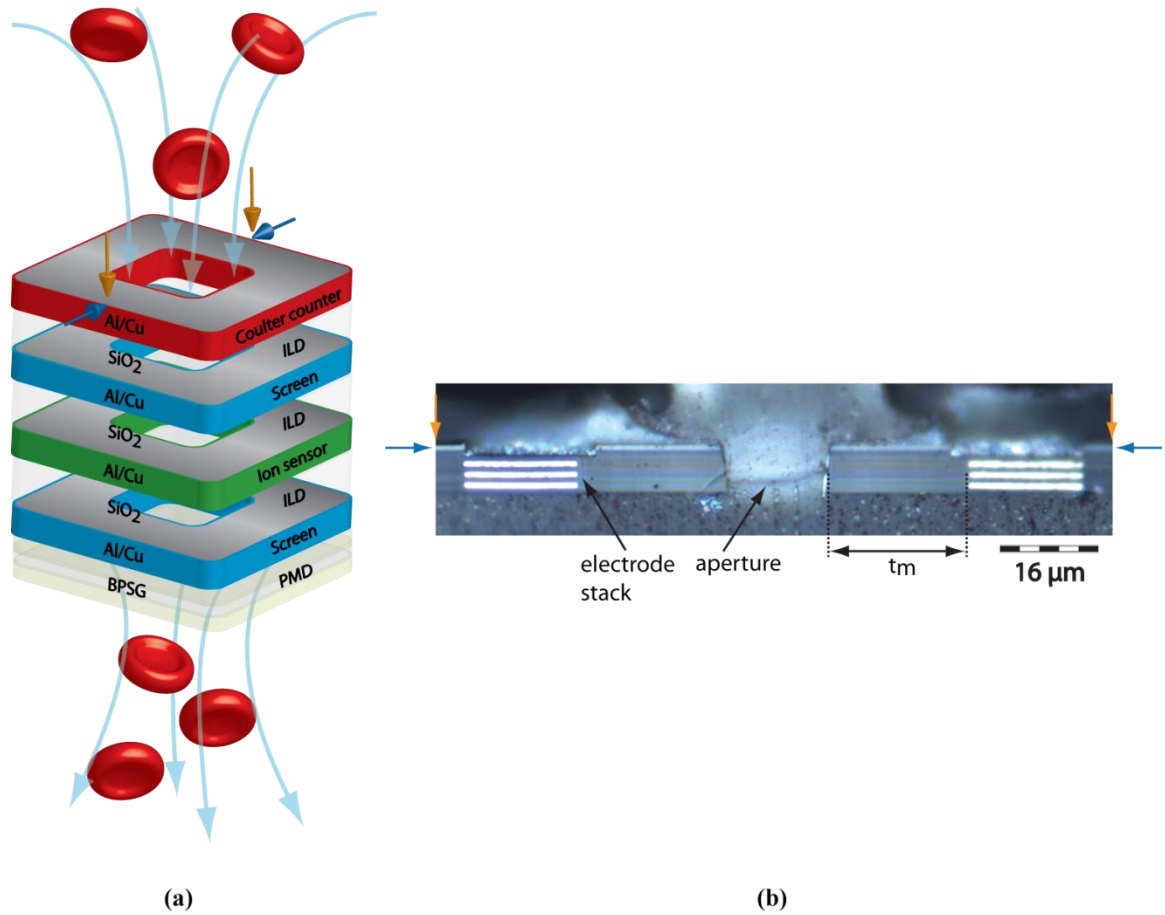 Al/Cu
Coulter counter
SiO2
ILD
Al/Cu
Screen
SiO2
ILD
Al/Cu
Ion sensor
SiO2
ILD
Al/Cu
Screen
BPSG
PMD
electrode
stack
aperture
tm
16 μm
(a)
(b)